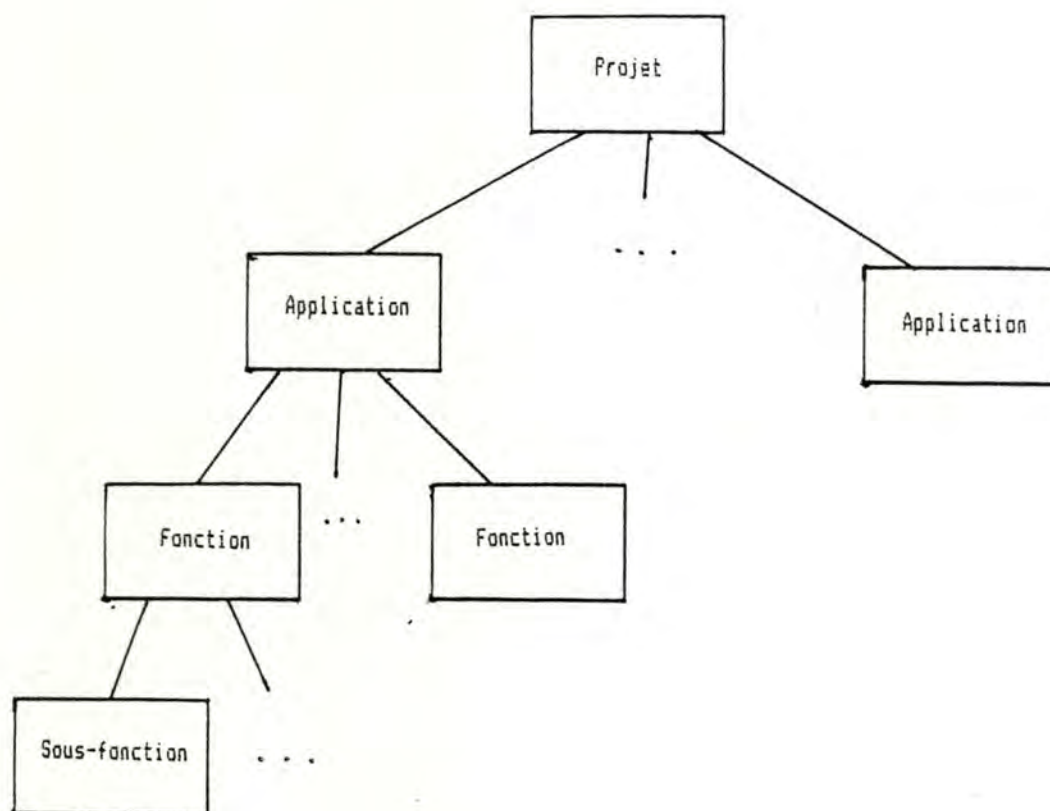 Projet
. . .
Application
Application
Fonction
. . .
Fonction
Sous-fonction
. . .